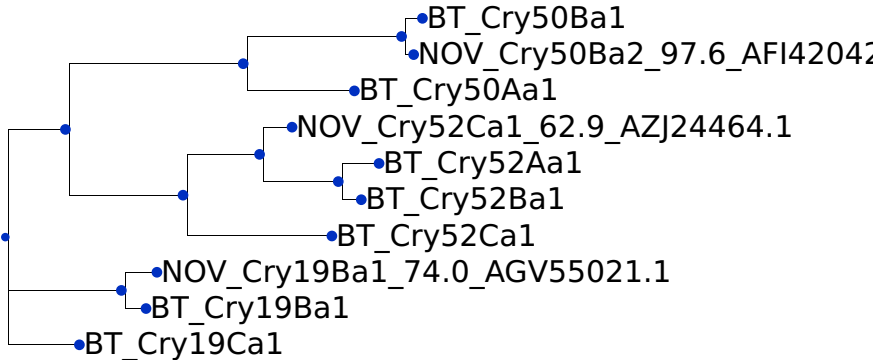 BT_Cry50Ba1
NOV_Cry50Ba2_97.6_AFI42042
BT_Cry50Aa1
NOV_Cry52Ca1_62.9_AZJ24464.1
BT_Cry52Aa1
BT_Cry52Ba1
BT_Cry52Ca1
NOV_Cry19Ba1_74.0_AGV55021.1
BT_Cry19Ba1
BT_Cry19Ca1